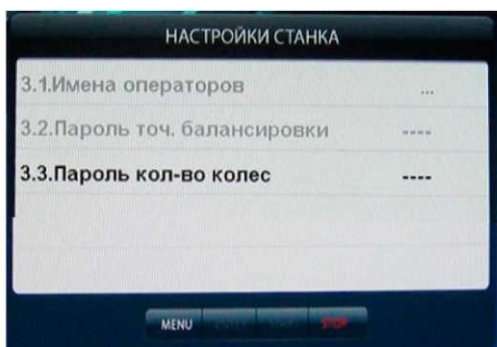 НАСТРОЙКИ СТАНКА
3.1.Имена операторов ...
3.2.Пароль точ. балансировки ----
3.3.Пароль кол-во колес ----
MENU ENTER STOP